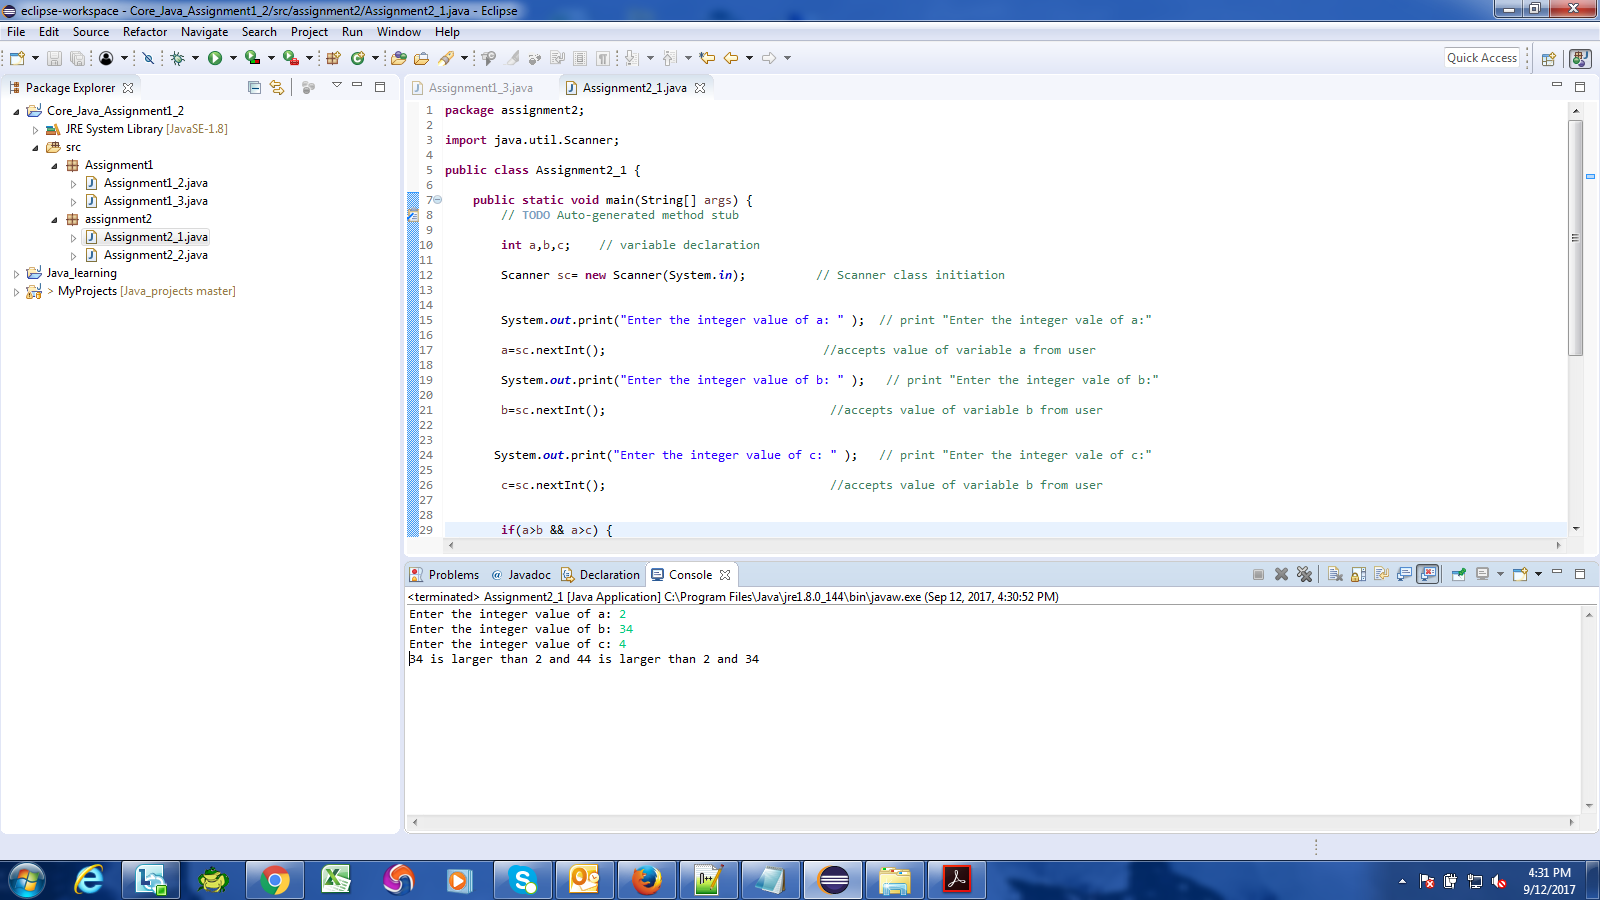 eclipse-workspace - Core_Java_Assignment1_2/src/assignment2/Assignment2_1.java - Eclipse
File Edit Source Refactor Navigate Search Project Run Window Help
Quick Access
Package Explorer
Core_Java_Assignment1_2
JRE System Library [JavaSE-1.8]
src
Assignment1
Assignment1_2.java
Assignment1_3.java
assignment2
Assignment2_1.java
Assignment2_2.java
Java_learning
> MyProjects [Java_projects master]
Assignment1_3.java Assignment2_1.java
1 package assignment2;
2
3 import java.util.Scanner;
4
5 public class Assignment2_1 {
6
7 public static void main(String[] args) {
8 // TODO Auto-generated method stub
9
10 int a,b,c; // variable declaration
11
12 Scanner sc= new Scanner(System.in); // Scanner class initiation
13
14
15 System.out.print("Enter the integer value of a: " ); // print "Enter the integer vale of a:"
16
17 a=sc.nextInt(); //accepts value of variable a from user
18
19 System.out.print("Enter the integer value of b: " ); // print "Enter the integer vale of b:"
20
21 b=sc.nextInt(); //accepts value of variable b from user
22
23
24 System.out.print("Enter the integer value of c: " ); // print "Enter the integer vale of c:"
25
26 c=sc.nextInt(); //accepts value of variable b from user
27
28
29 if(a>b && a>c) {
Problems @ Javadoc Declaration Console
<terminated> Assignment2_1 [Java Application] C:\Program Files\Java\jre1.8.0_144\bin\javaw.exe (Sep 12, 2017, 4:30:52 PM)
Enter the integer value of a: 2
Enter the integer value of b: 34
Enter the integer value of c: 4
34 is larger than 2 and 44 is larger than 2 and 34
4:31 PM
9/12/2017